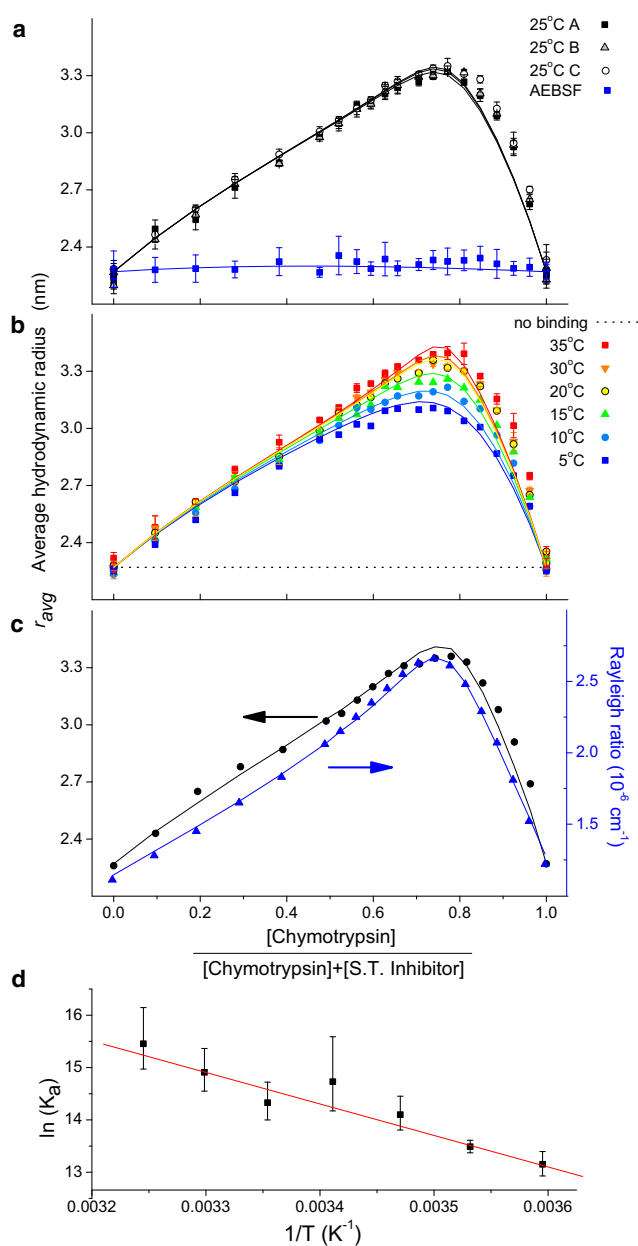 a
25°C A
25°C B
25°C C
AEBSF
3.3
3.0
2.7
2.4
(nm)
b
no binding
35°C
30°C
20°C
15°C
10°C
5°C
3.3
3.0
2.7
2.4
Average hydrodynamic radius
r_avg
c
3.3
3.0
2.7
2.4
2.5
2.0
1.5
Rayleigh ratio (10⁻⁶ cm⁻¹)
0.0 0.2 0.4 0.6 0.8 1.0
[Chymotrypsin]
[Chymotrypsin]+[S.T. Inhibitor]
d
16
15
14
13
ln (Ka)
0.0032 0.0033 0.0034 0.0035 0.0036
1/T (K⁻¹)